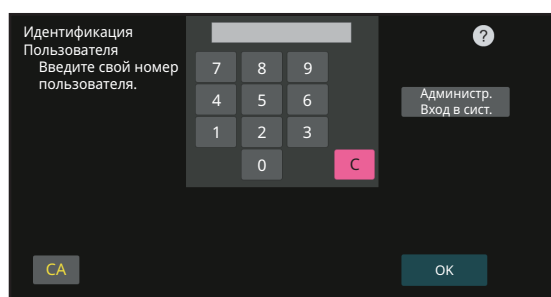 Идентификация
Пользователя
Введите свой номер
пользователя.
?
7 8 9
4 5 6
1 2 3
0 C
Администр.
Вход в сист.
CA
OK